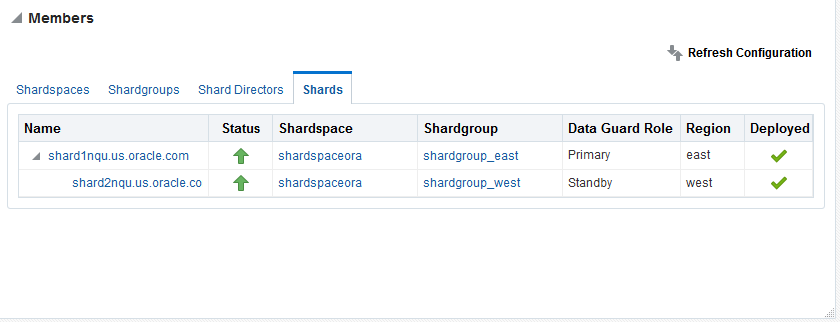 Members
Refresh Configuration
Shardspaces Shardgroups Shard Directors Shards
Name Status Shardspace Shardgroup Data Guard Role Region Deployed
shard1nqu.us.oracle.com shardspaceora shardgroup_east Primary east
shard2nqu.us.oracle.co shardspaceora shardgroup_west Standby west